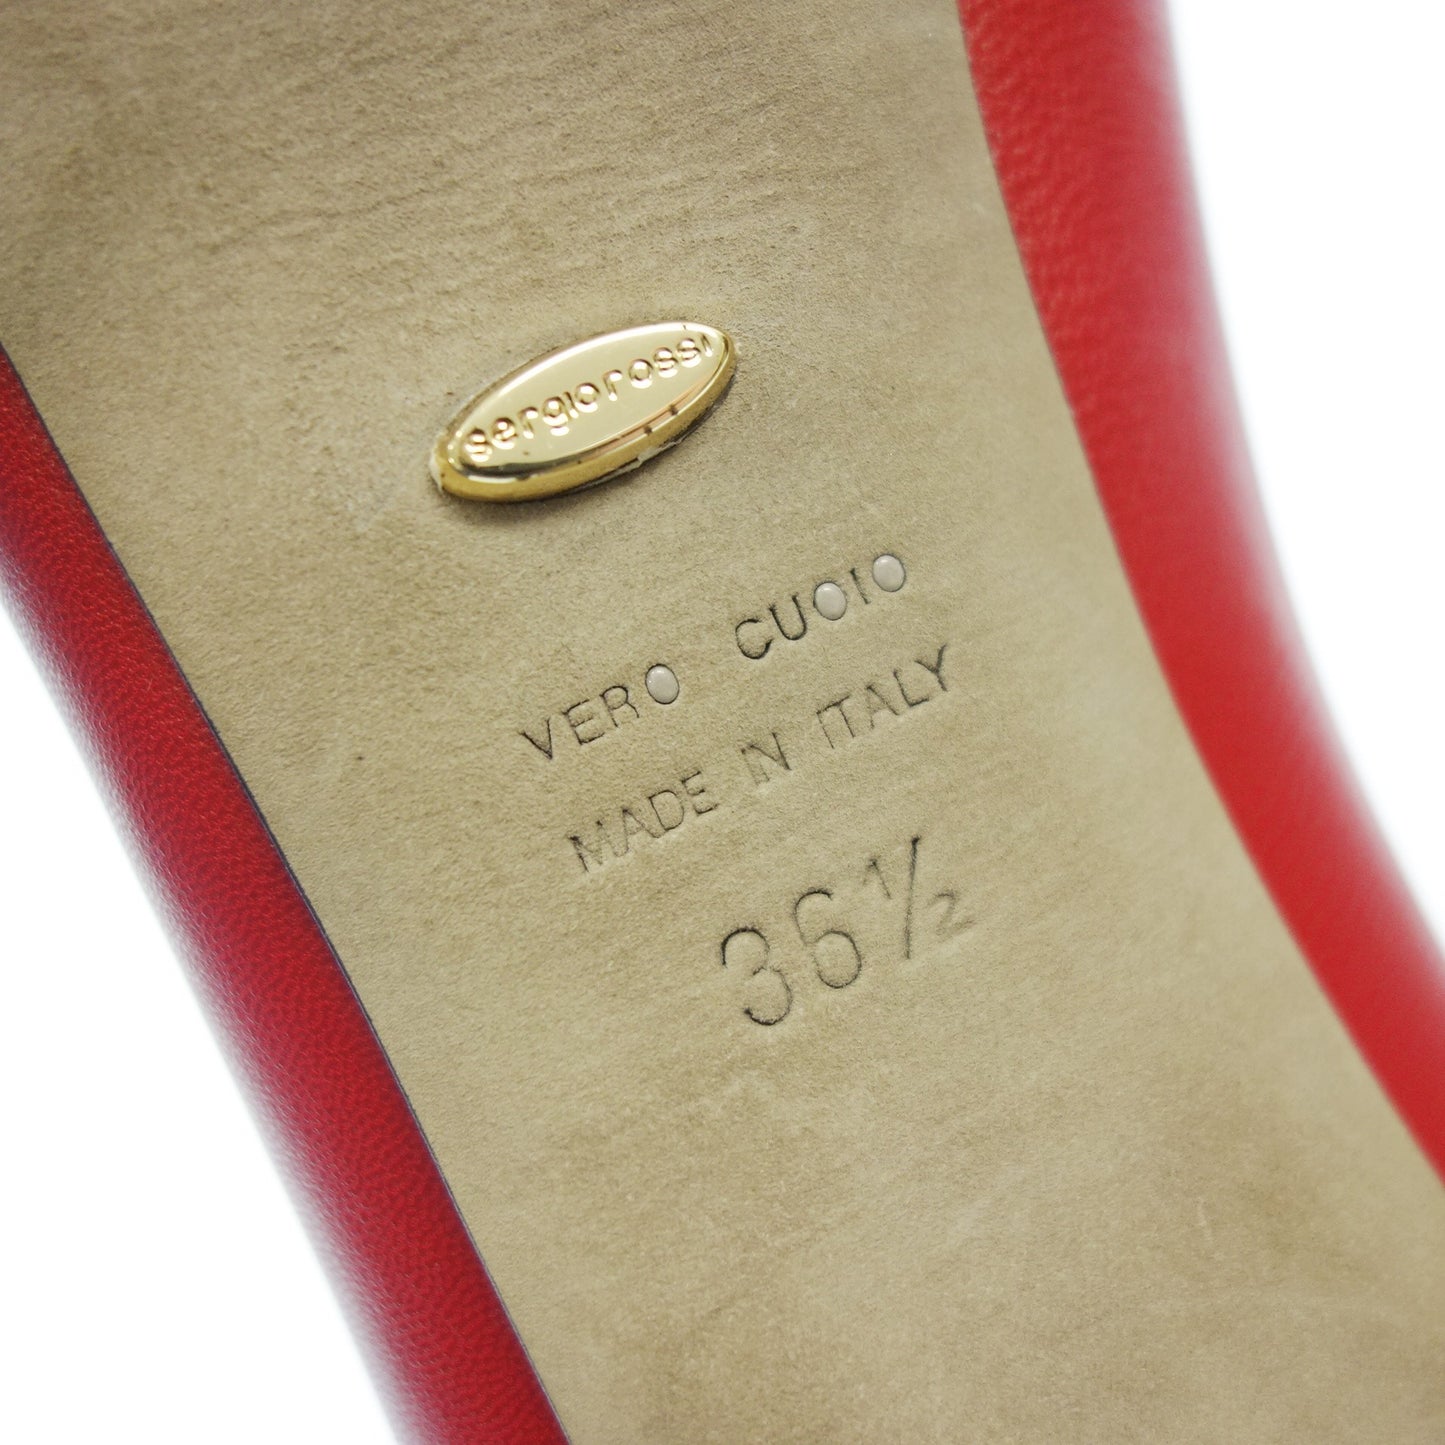 sergiorossi
VERO CUOIO
MADE IN ITALY
36½